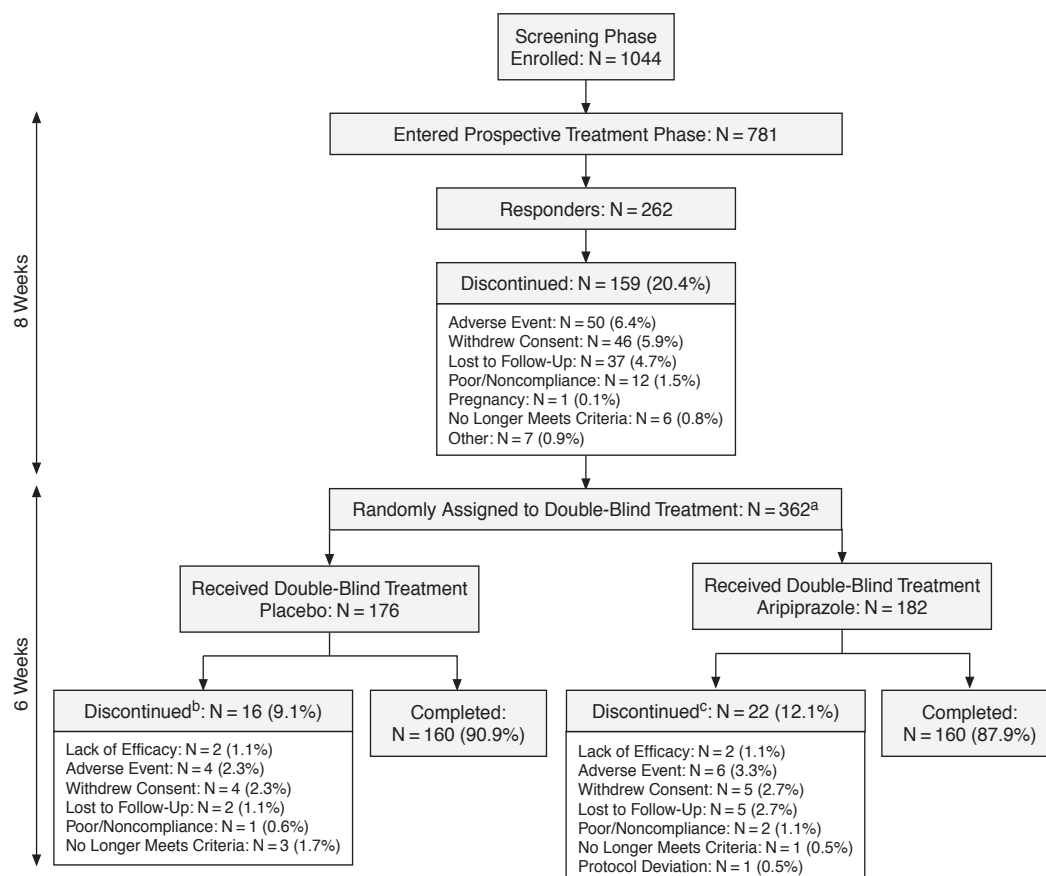 Screening Phase
Enrolled: N = 1044
Entered Prospective Treatment Phase: N = 781
Responders: N = 262
8 Weeks
Discontinued: N = 159 (20.4%)
Adverse Event: N = 50 (6.4%)
Withdrew Consent: N = 46 (5.9%)
Lost to Follow-Up: N = 37 (4.7%)
Poor/Noncompliance: N = 12 (1.5%)
Pregnancy: N = 1 (0.1%)
No Longer Meets Criteria: N = 6 (0.8%)
Other: N = 7 (0.9%)
Randomly Assigned to Double-Blind Treatment: N = 362a
6 Weeks
Received Double-Blind Treatment
Placebo: N = 176
Received Double-Blind Treatment
Aripiprazole: N = 182
Discontinuedb: N = 16 (9.1%)
Lack of Efficacy: N = 2 (1.1%)
Adverse Event: N = 4 (2.3%)
Withdrew Consent: N = 4 (2.3%)
Lost to Follow-Up: N = 2 (1.1%)
Poor/Noncompliance: N = 1 (0.6%)
No Longer Meets Criteria: N = 3 (1.7%)
Completed:
N = 160 (90.9%)
Discontinuedc: N = 22 (12.1%)
Lack of Efficacy: N = 2 (1.1%)
Adverse Event: N = 6 (3.3%)
Withdrew Consent: N = 5 (2.7%)
Lost to Follow-Up: N = 5 (2.7%)
Poor/Noncompliance: N = 2 (1.1%)
No Longer Meets Criteria: N = 1 (0.5%)
Protocol Deviation: N = 1 (0.5%)
Completed:
N = 160 (87.9%)